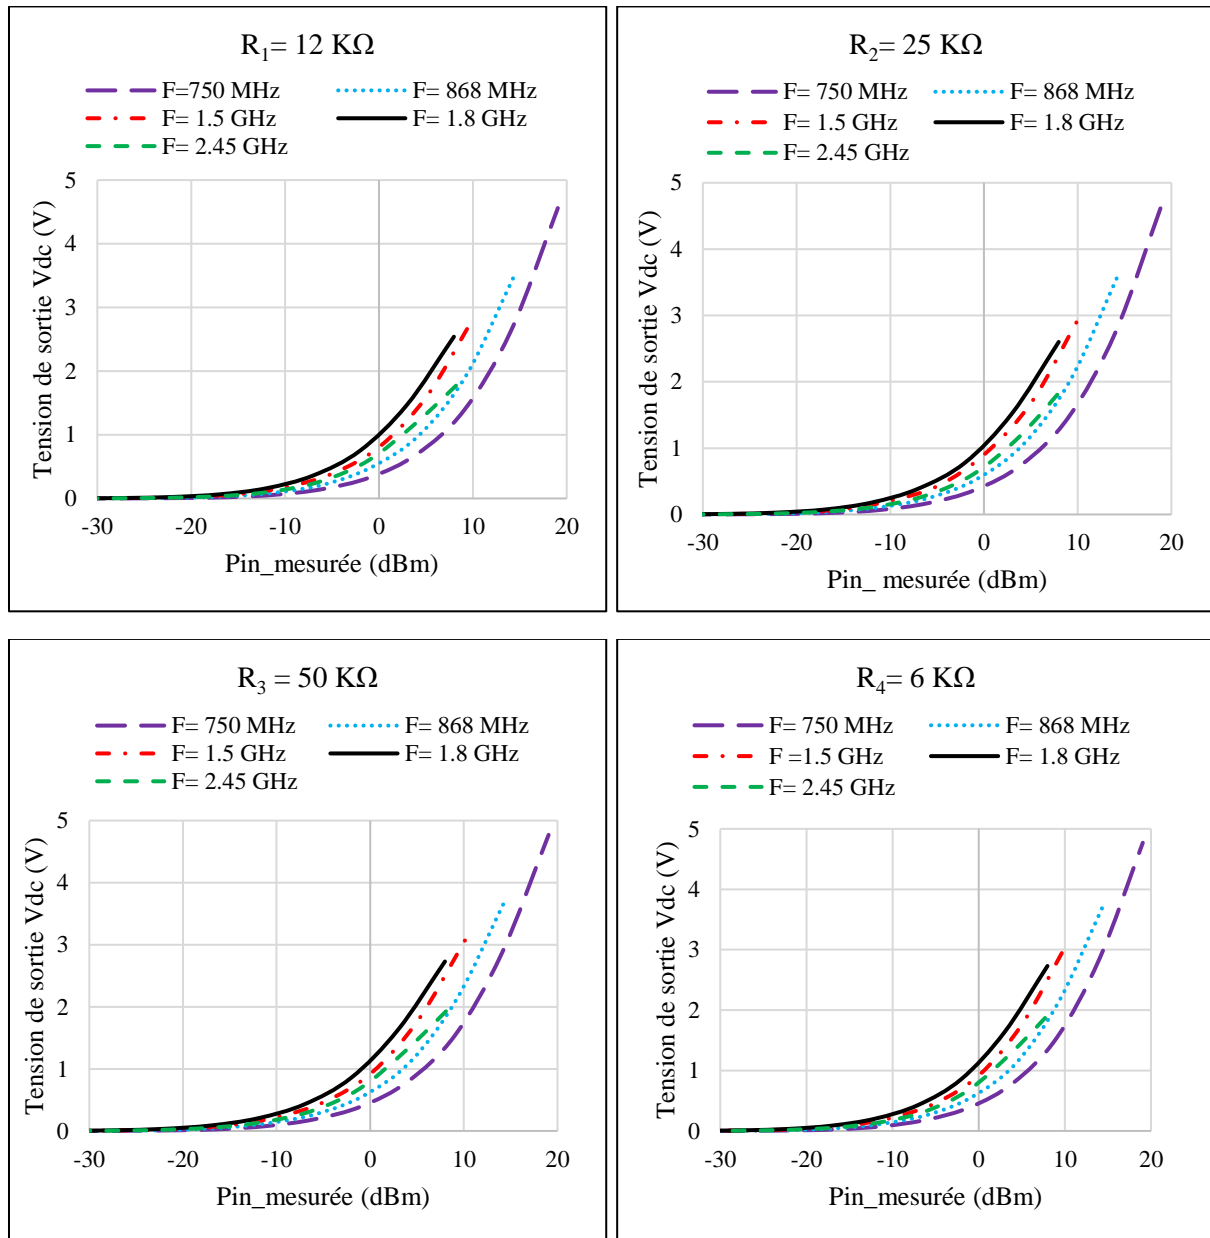 R1= 12 KΩ
F=750 MHz
F= 868 MHz
F= 1.5 GHz
F= 1.8 GHz
F= 2.45 GHz
Tension de sortie Vdc (V)
5
4
3
2
1
0
-30 -20 -10 0 10 20
Pin_mesurée (dBm)
R2= 25 KΩ
F= 750 MHz
F= 868 MHz
F= 1.5 GHz
F= 1.8 GHz
F= 2.45 GHz
Tension de sortie Vdc (V)
5
4
3
2
1
0
-30 -20 -10 0 10 20
Pin_ mesurée (dBm)
R3 = 50 KΩ
F= 750 MHz
F= 868 MHz
F= 1.5 GHz
F= 1.8 GHz
F= 2.45 GHz
Tension de sortie Vdc (V)
5
4
3
2
1
0
-30 -20 -10 0 10 20
Pin_mesurée (dBm)
R4= 6 KΩ
F= 750 MHz
F= 868 MHz
F =1.5 GHz
F= 1.8 GHz
F= 2.45 GHz
Tension de sortie Vdc (V)
5
4
3
2
1
0
-30 -20 -10 0 10 20
Pin_mesurée (dBm)